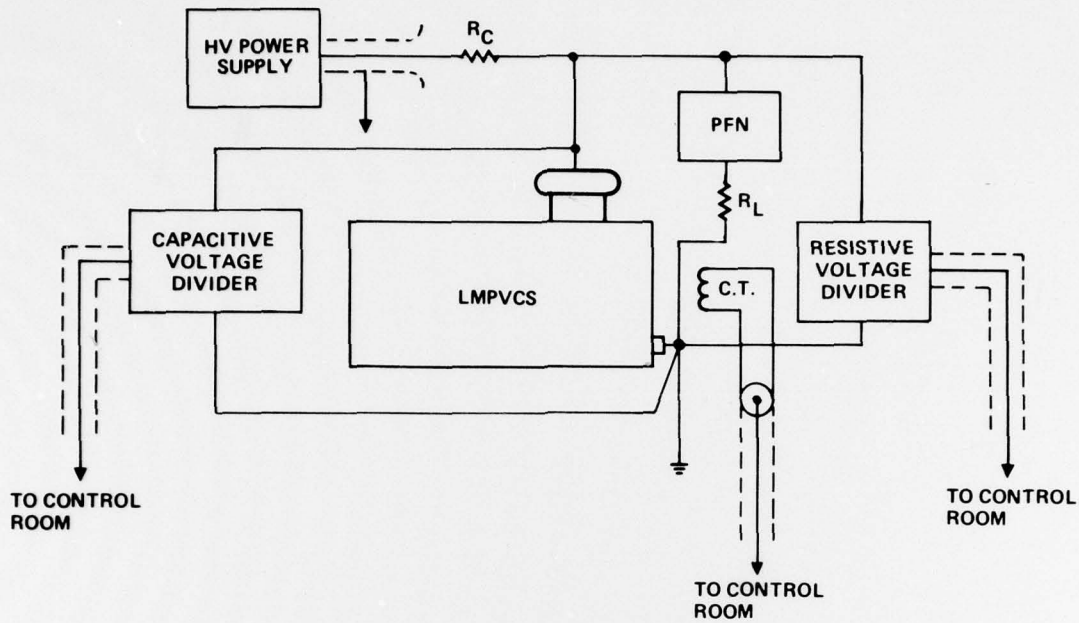 HV POWER
SUPPLY
RC
PFN
RL
CAPACITIVE
VOLTAGE
DIVIDER
LMPVCS
C.T.
RESISTIVE
VOLTAGE
DIVIDER
TO CONTROL
ROOM
TO CONTROL
ROOM
TO CONTROL
ROOM